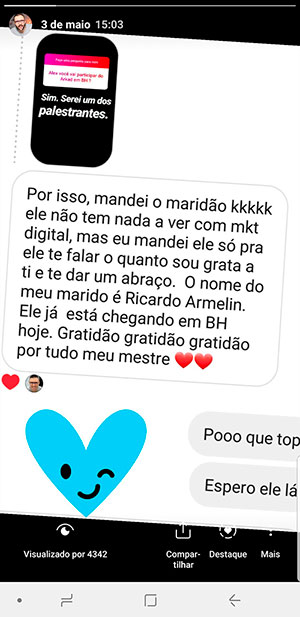 3 de maio 15:03
Faça uma pergunta para mim
Alex você vai participar do
Arkad em BH ?
Sim. Serei um dos
palestrantes.
Por isso, mandei o maridão kkkkk
ele não tem nada a ver com mkt
digital, mas eu mandei ele só pra
ele te falar o quanto sou grata a
ti e te dar um abraço. O nome do
meu marido é Ricardo Armelin.
Ele já está chegando em BH
hoje. Gratidão gratidão gratidão
por tudo meu mestre ❤️❤️
Pooo que top
Espero ele lá
Visualizado por 4342
Compar-
tilhar
Destaque
Mais